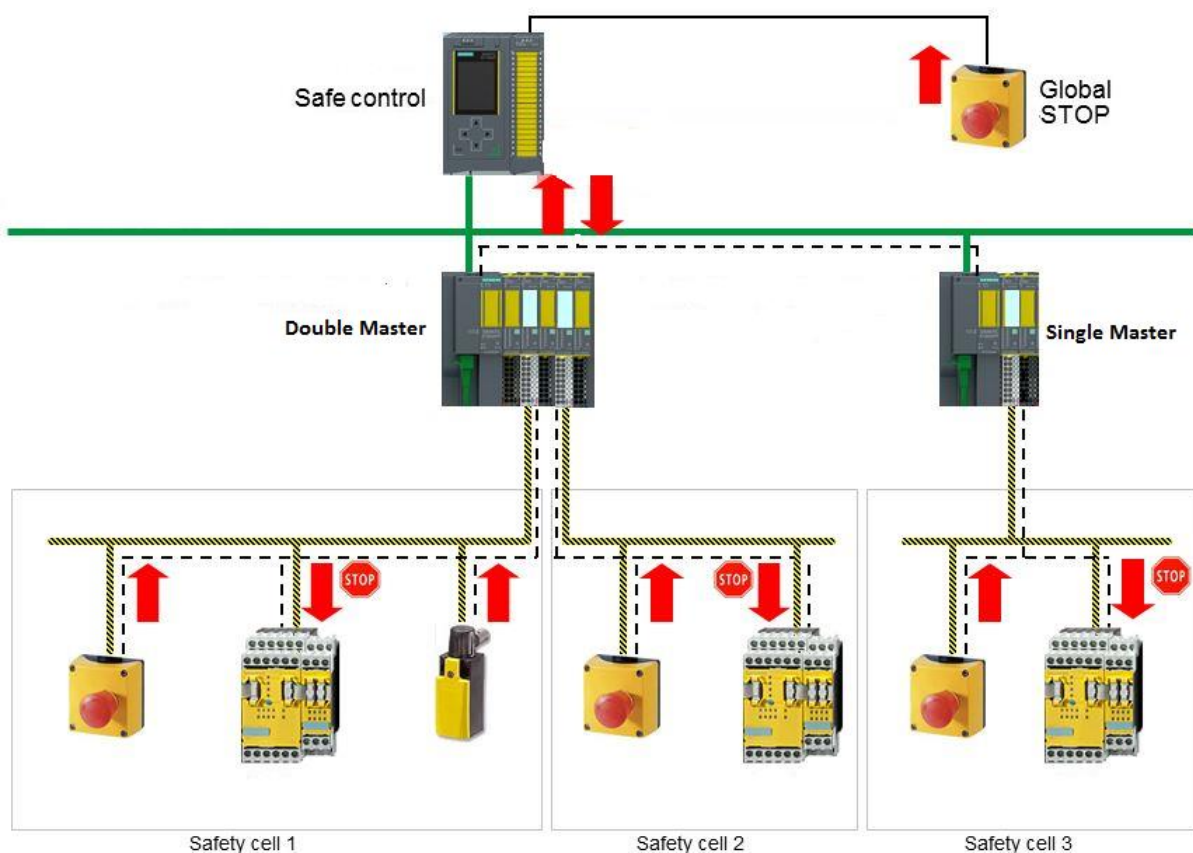 Safe control
Global
STOP
Double Master
Single Master
STOP
STOP
STOP
Safety cell 1
Safety cell 2
Safety cell 3